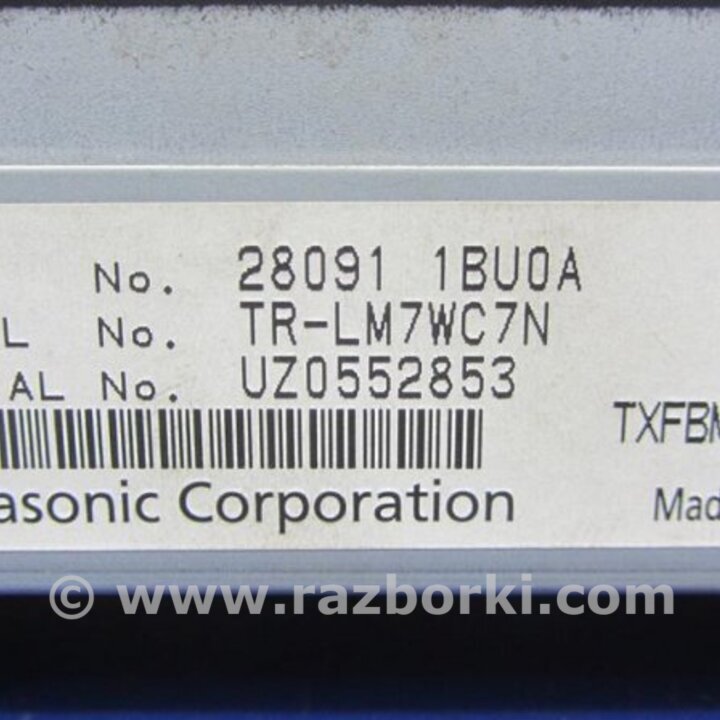 No. 28091 1BU0A
L No. TR-LM7WC7N
AL No. UZ0552853
TXFBN
asonic Corporation Mad
© www.razborki.com